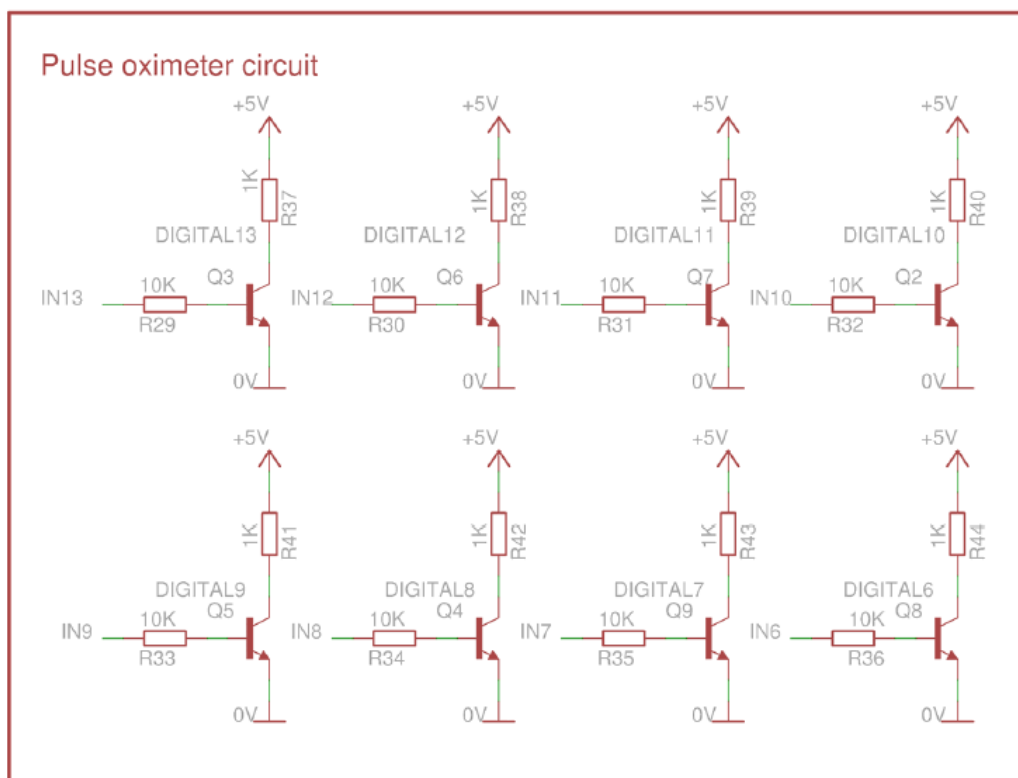 Pulse oximeter circuit
+5V +5V +5V +5V
1K R37 1K R38 1K R39 1K R40
DIGITAL13 DIGITAL12 DIGITAL11 DIGITAL10
IN13 10K Q3 IN12 10K Q6 IN11 10K Q7 IN10 10K Q2
R29 R30 R31 R32
0V 0V 0V 0V
+5V +5V +5V +5V
1K R41 1K R42 1K R43 1K R44
DIGITAL9 DIGITAL8 DIGITAL7 DIGITAL6
IN9 10K Q5 IN8 10K Q4 IN7 10K Q9 IN6 10K Q8
R33 R34 R35 R36
0V 0V 0V 0V